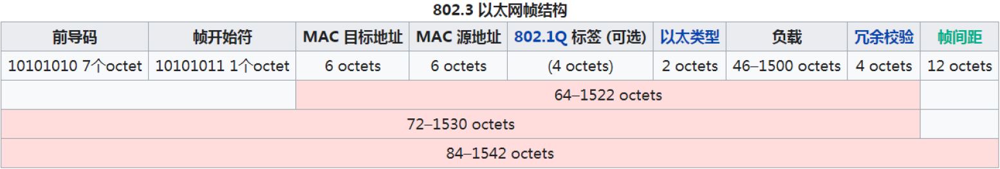 802.3 以太网帧结构
前导码 帧开始符 MAC 目标地址 MAC 源地址 802.1Q 标签 (可选) 以太类型 负载 冗余校验 帧间距
10101010 7个octet 10101011 1个octet 6 octets 6 octets (4 octets) 2 octets 46–1500 octets 4 octets 12 octets
64–1522 octets
72–1530 octets
84–1542 octets